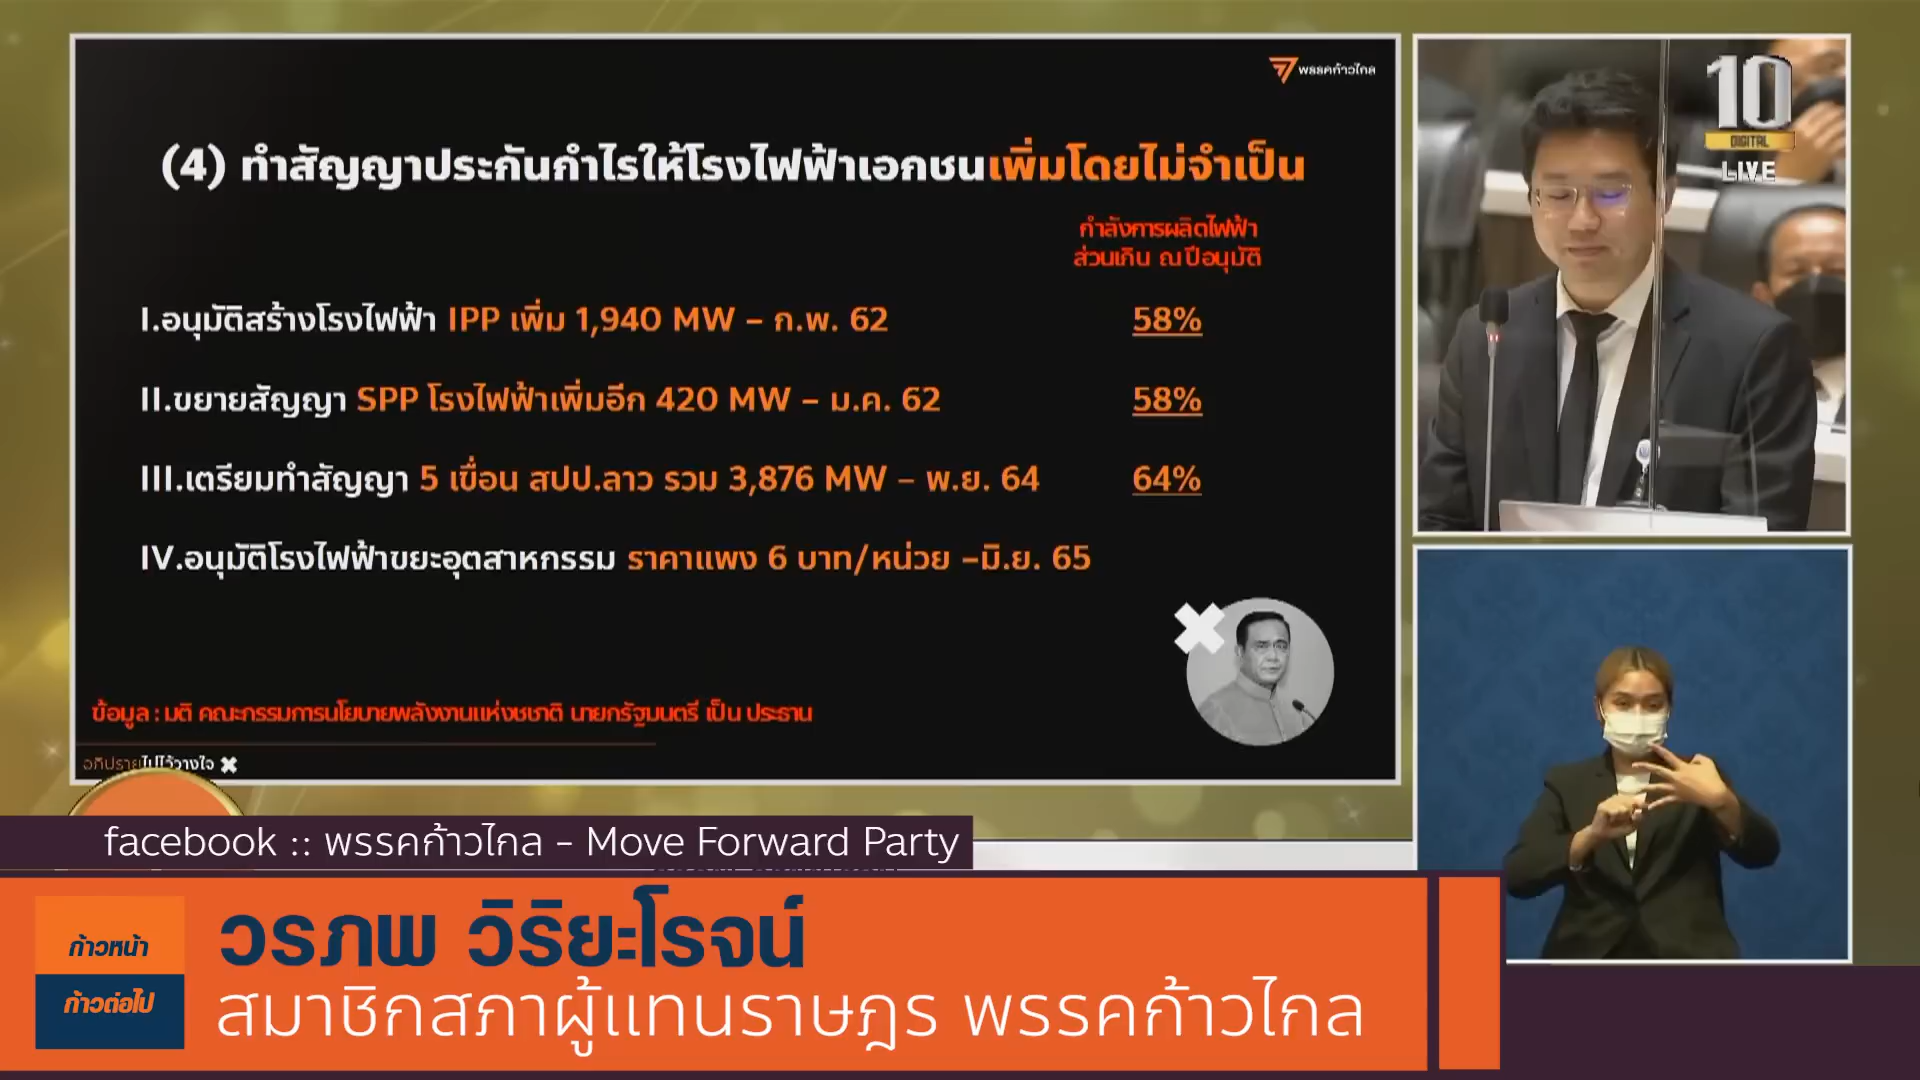 พรรคก้าวไกล
(4) ทำสัญญาประกันกำไรให้โรงไฟฟ้าเอกชนเพิ่มโดยไม่จำเป็น
กำลังการผลิตไฟฟ้า
ส่วนเกิน ณ ปีอนุมัติ
I.อนุมัติสร้างโรงไฟฟ้า IPP เพิ่ม 1,940 MW – ก.พ. 62 58%
II.ขยายสัญญา SPP โรงไฟฟ้าเพิ่มอีก 420 MW – ม.ค. 62 58%
III.เตรียมทำสัญญา 5 เขื่อน สปป.ลาว รวม 3,876 MW – พ.ย. 64 64%
IV.อนุมัติโรงไฟฟ้าขยะอุตสาหกรรม ราคาแพง 6 บาท/หน่วย –มิ.ย. 65
ข้อมูล : มติ คณะกรรมการนโยบายพลังงานแห่งชชาติ นายกรัฐมนตรี เป็น ประธาน
อภิปรายไม่ไว้วางใจ
10
DIGITAL
LIVE
facebook :: พรรคก้าวไกล - Move Forward Party
ก้าวหน้า
ก้าวต่อไป
วรภพ วิริยะโรจน์
สมาชิกสภาผู้แทนราษฎร พรรคก้าวไกล